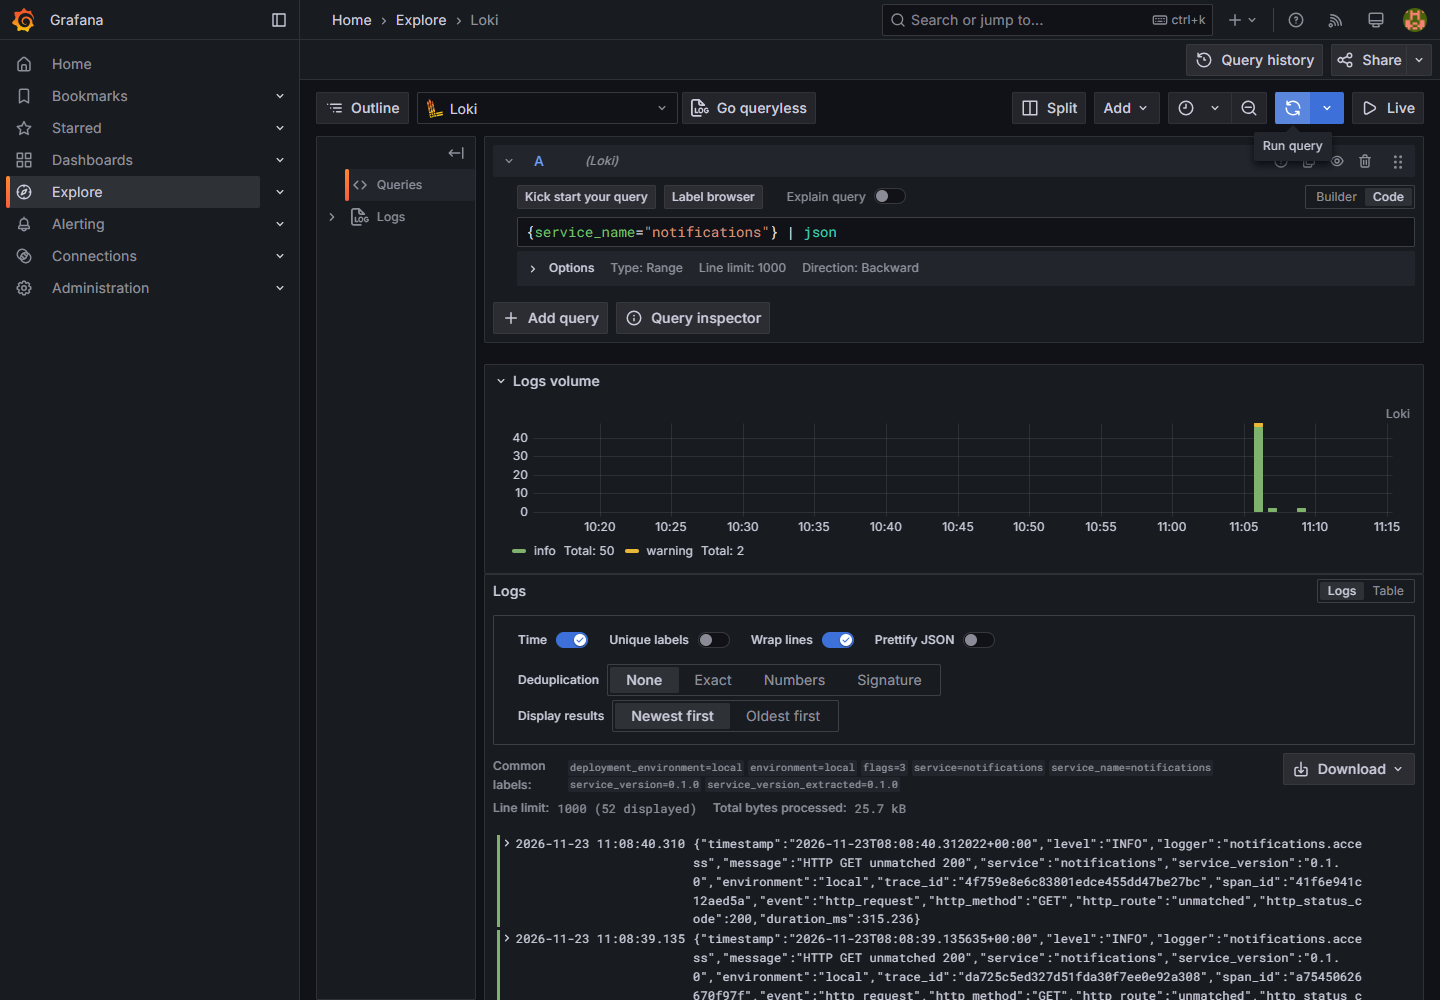 Grafana
Home › Explore › Loki
Search or jump to... ctrl+k
Home
Bookmarks
Starred
Dashboards
Explore
Alerting
Connections
Administration
Query history
Share
Outline
Loki
Go queryless
Split
Add
Live
Run query
Queries
Logs
A (Loki)
Kick start your query
Label browser
Explain query
Builder
Code
{service_name="notifications"} | json
Options Type: Range Line limit: 1000 Direction: Backward
Add query
Query inspector
Logs volume
Loki
40
30
20
10
0
10:20 10:25 10:30 10:35 10:40 10:45 10:50 10:55 11:00 11:05 11:10 11:15
info Total: 50 warning Total: 2
Logs
Logs Table
Time Unique labels Wrap lines Prettify JSON
Deduplication None Exact Numbers Signature
Display results Newest first Oldest first
Common labels:
deployment_environment=local environment=local flags=3 service=notifications service_name=notifications
service_version=0.1.0 service_version_extracted=0.1.0
Download
Line limit: 1000 (52 displayed) Total bytes processed: 25.7 kB
2026-11-23 11:08:40.310 {"timestamp":"2026-11-23T08:08:40.312022+00:00","level":"INFO","logger":"notifications.acce
ss","message":"HTTP GET unmatched 200","service":"notifications","service_version":"0.1.
0","environment":"local","trace_id":"4f759e8e6c83801edce455dd47be27bc","span_id":"41f6e941c
12aed5a","event":"http_request","http_method":"GET","http_route":"unmatched","http_status_c
ode":200,"duration_ms":315.236}
2026-11-23 11:08:39.135 {"timestamp":"2026-11-23T08:08:39.135635+00:00","level":"INFO","logger":"notifications.acce
ss","message":"HTTP GET unmatched 200","service":"notifications","service_version":"0.1.
0","environment":"local","trace_id":"da725c5ed327d51fda30f7ee0e92a308","span_id":"a75450626
670f97f","event":"http_request","http_method":"GET","http_route":"unmatched","http_status_c